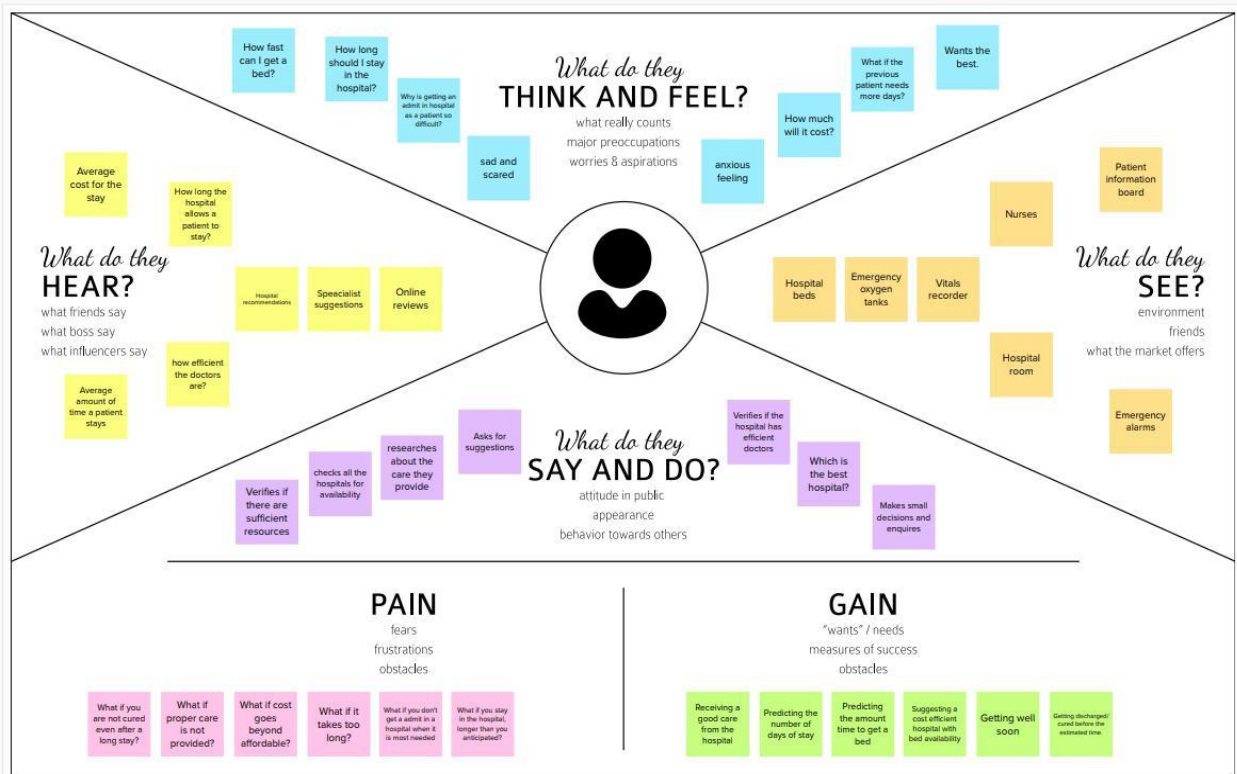 What do they
THINK AND FEEL?
what really counts
major preoccupations
worries & aspirations
How fast
can I get a
bed?
How long
should I stay
in the
hospital?
Why is getting an
admit in hospital
as a patient so
difficult?
sad and
scared
anxious
feeling
How much
will it cost?
What if the
previous
patient needs
more days?
Wants the
best.
What do they
HEAR?
what friends say
what boss say
what influencers say
Average
cost for the
stay
How long the
hospital
allows a
patient to
stay?
Hospital
recommendations
Speacialist
suggestions
Online
reviews
how efficient
the doctors
are?
Average
amount of
time a patient
stays
What do they
SEE?
environment
friends
what the market offers
Patient
information
board
Nurses
Hospital
beds
Emergency
oxygen
tanks
Vitals
recorder
Hospital
room
Emergency
alarms
What do they
SAY AND DO?
attitude in public
appearance
behavior towards others
Verifies if
there are
sufficient
resources
checks all the
hospitals for
availability
researches
about the
care they
provide
Asks for
suggestions
Verifies if the
hospital has
efficient
doctors
Which is
the best
hospital?
Makes small
decisions and
enquires
PAIN
fears
frustrations
obstacles
What if you
are not cured
even after a
long stay?
What if
proper care
is not
provided?
What if cost
goes
beyond
affordable?
What if it
takes too
long?
What if you don't
get a admit in a
hospital when it
is most needed
What if you stay
in the hospital,
longer than you
anticipated?
GAIN
"wants" / needs
measures of success
obstacles
Receiving a
good care
from the
hospital
Predicting the
number of
days of stay
Predicting
the amount
time to get a
bed
Suggesting a
cost efficient
hospital with
bed availability
Getting well
soon
Getting discharged/
cured before the
estimated time.